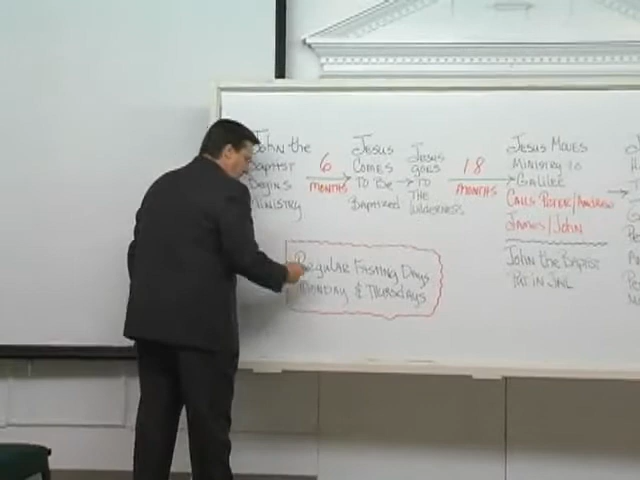 John the
Baptist
Begins
Ministry
6
MONTHS
Jesus
Comes
To Be
Baptized
Jesus
goes
To
The
Wilderness
18
MONTHS
Jesus Moves
Ministry to
Galilee
Calls Peter/Andrew
James/John
John the Baptist
Put in Jail
Regular Fasting Days
Monday & Thursdays